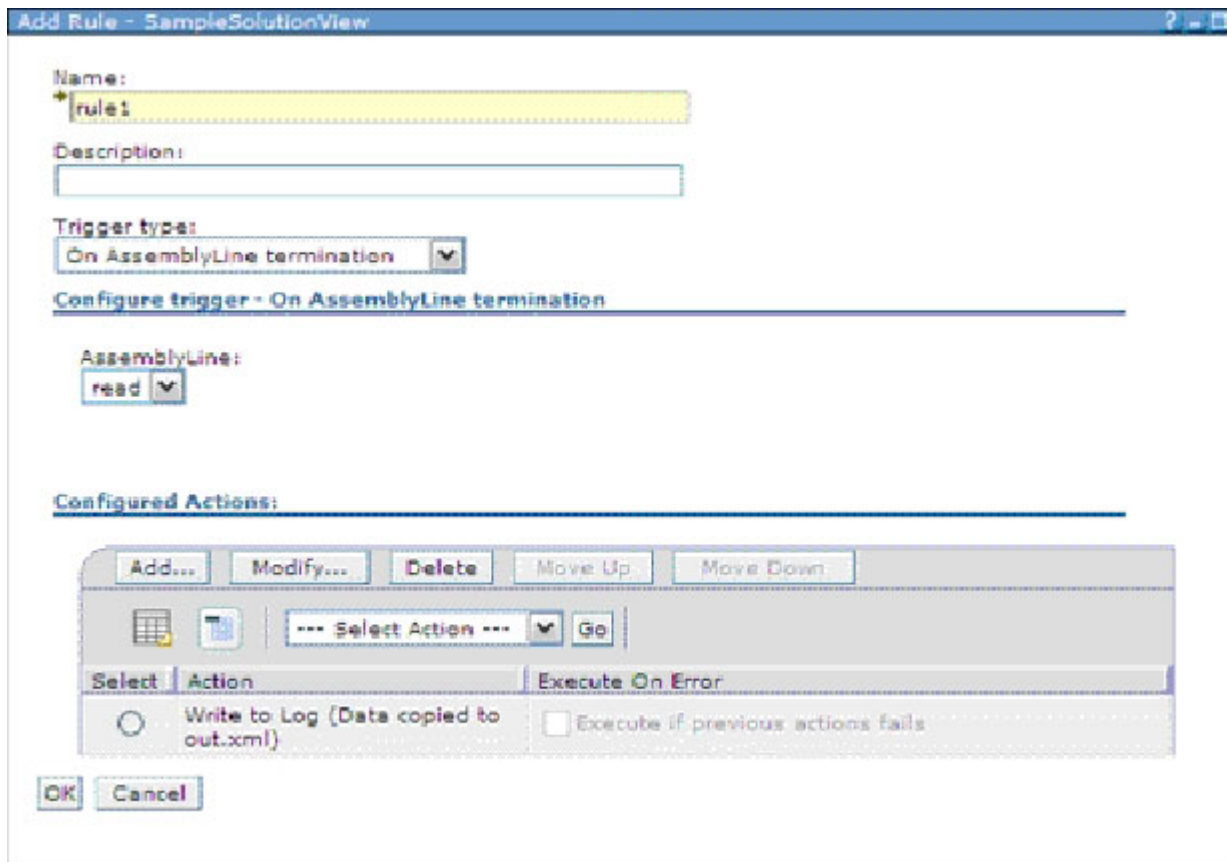 Add Rule - SampleSolutionView ?
Name:
rule1
Description:
Trigger type:
On AssemblyLine termination
Configure trigger - On AssemblyLine termination
AssemblyLine:
read
Configured Actions:
Add... Modify... Delete Move Up Move Down
--- Select Action --- Go
Select Action Execute On Error
Write to Log (Data copied to
out.xml) Execute if previous actions fails
OK Cancel